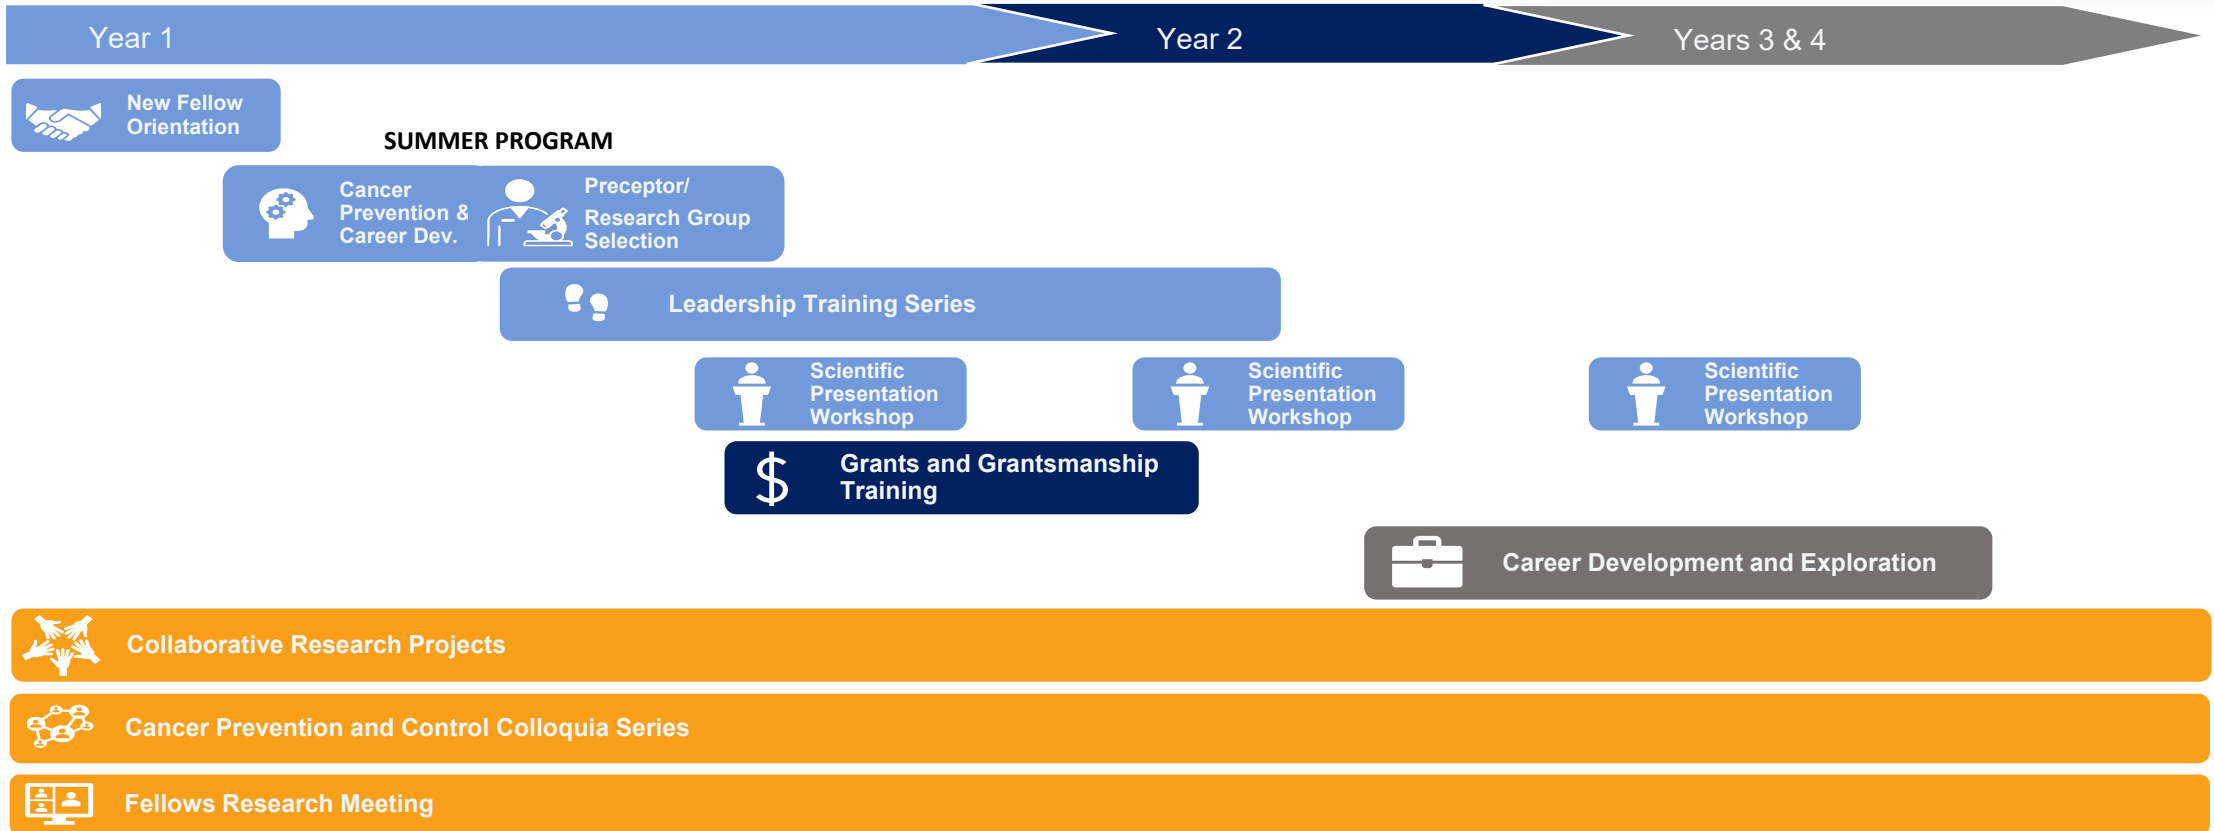 Year 1
Year 2
Years 3 & 4
New Fellow
Orientation
SUMMER PROGRAM
Cancer
Prevention &
Career Dev.
Preceptor/
Research Group
Selection
Leadership Training Series
Scientific
Presentation
Workshop
Scientific
Presentation
Workshop
Scientific
Presentation
Workshop
$
Grants and Grantsmanship
Training
Career Development and Exploration
Collaborative Research Projects
Cancer Prevention and Control Colloquia Series
Fellows Research Meeting